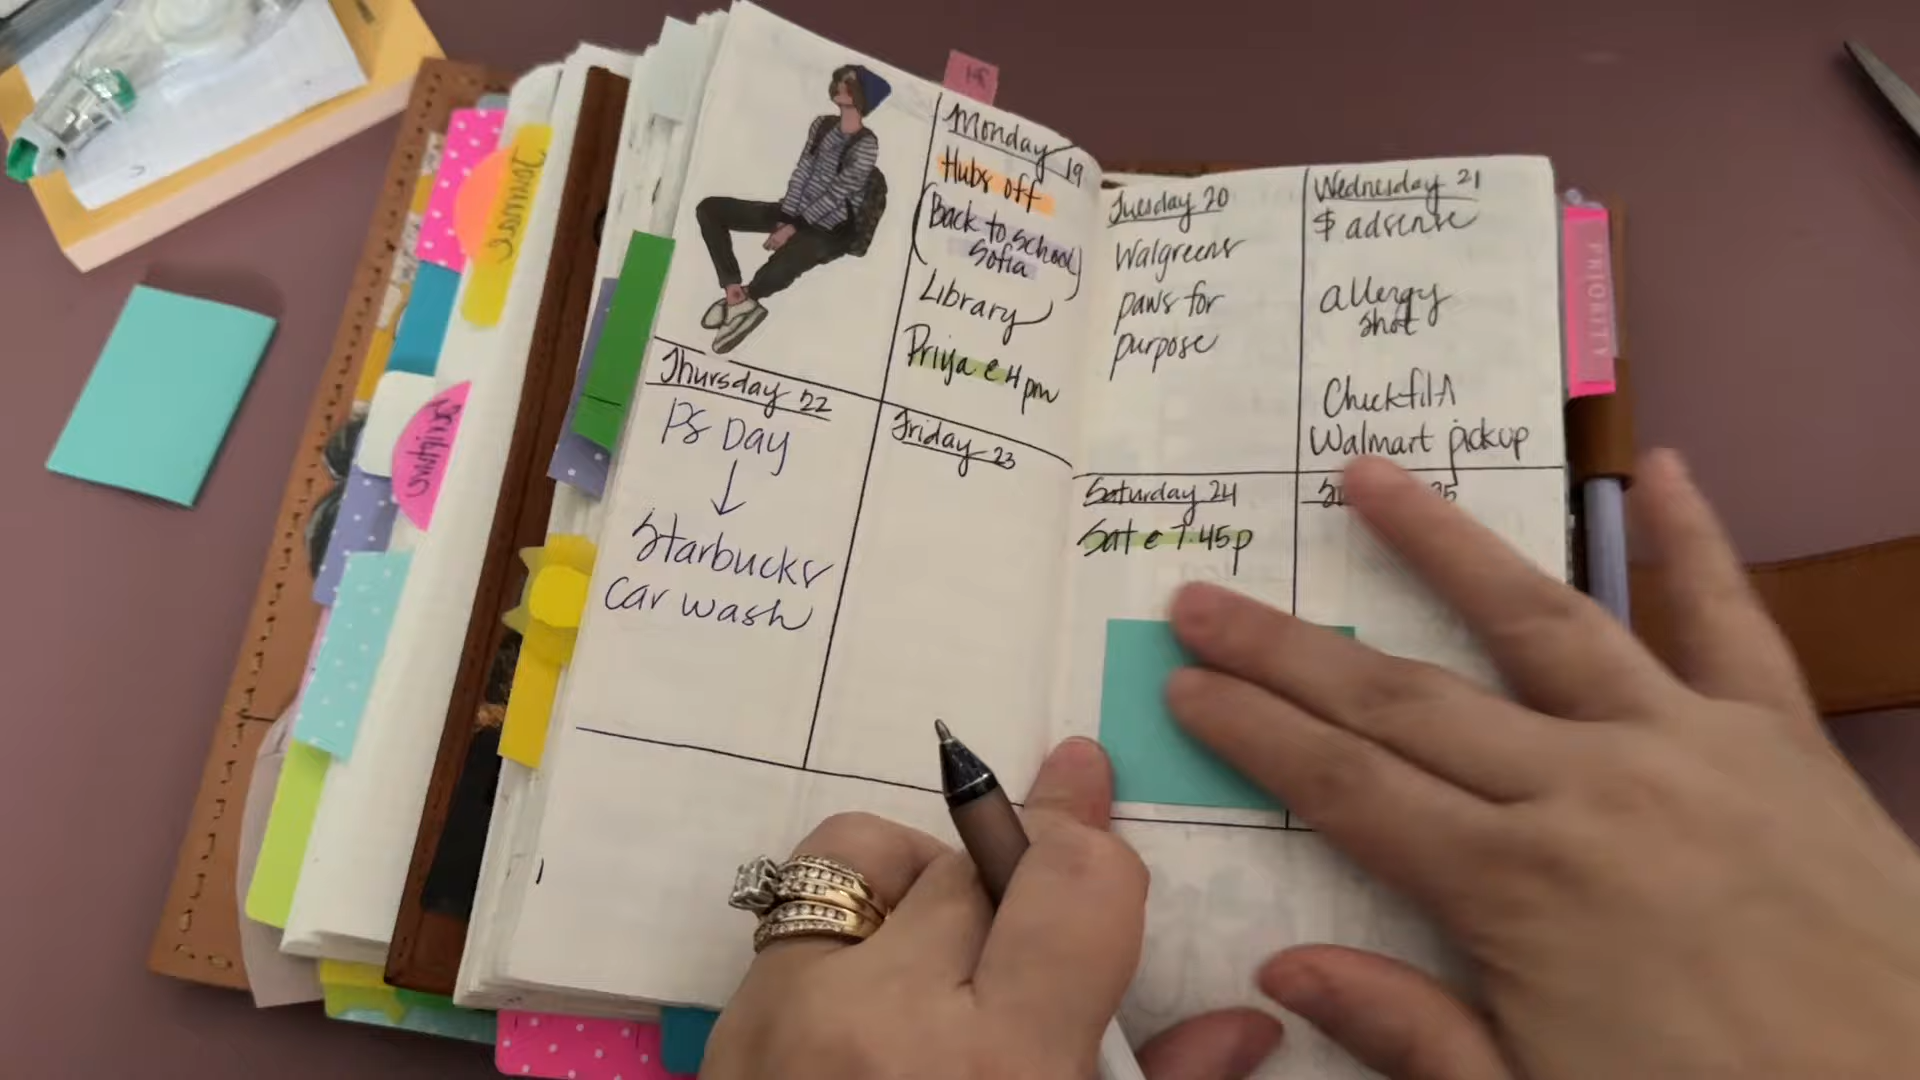 Monday 19
Hubs off
(Back to school
Sofia)
Library
Priya @ 4pm
Tuesday 20
Walgreens
paws for
purpose
Wednesday 21
$ adsense
allergy
shot
Walmart pickup
Thursday 22
PS Day
↓
Starbucks
Car wash
Friday 23
Saturday 24
Sat @ 1:45p
PRIORITY